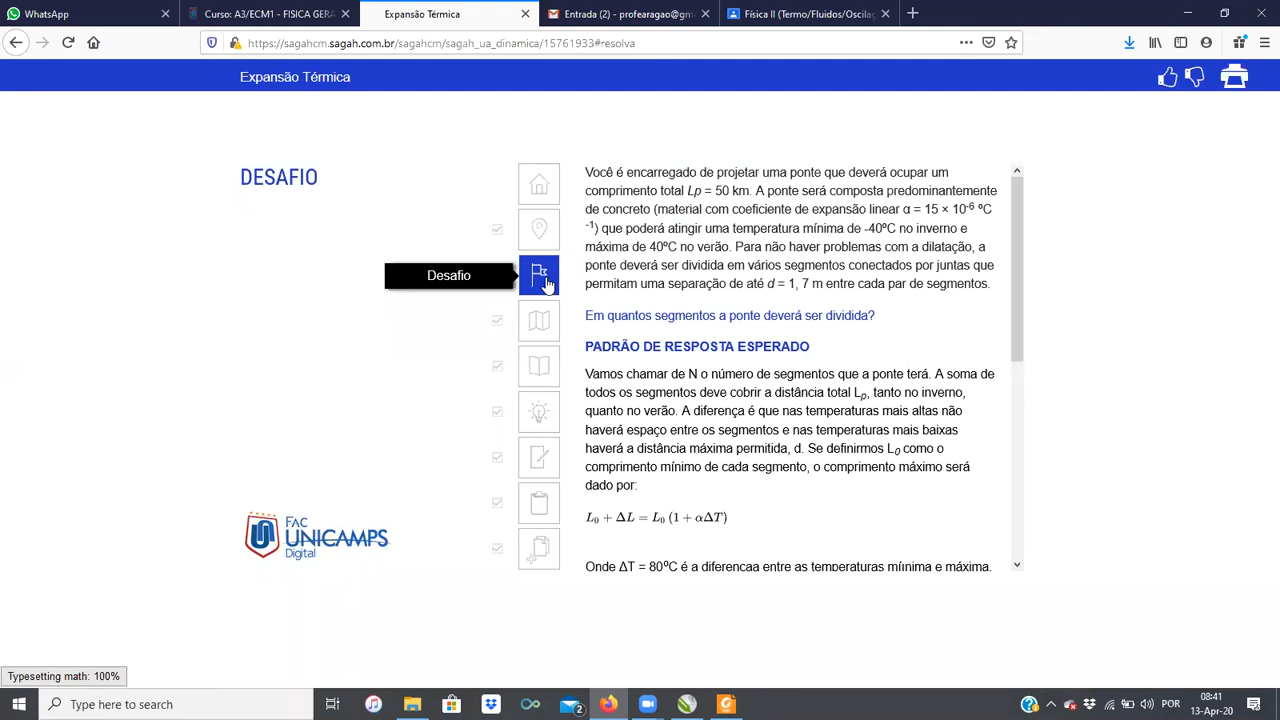 WhatsApp
Curso: A3/ECM1 - FISICA GERA
Expansão Térmica
Entrada (2) - profearagao@gm
Física II (Termo/Fluidos/Oscilaç
https://sagahcm.sagah.com.br/sagahcm/sagah_ua_dinamica/15761933#resolva
Expansão Térmica
DESAFIO
Desafio
Você é encarregado de projetar uma ponte que deverá ocupar um
comprimento total Lp = 50 km. A ponte será composta predominantemente
de concreto (material com coeficiente de expansão linear α = 15 × 10-6 ºC
-1) que poderá atingir uma temperatura mínima de -40ºC no inverno e
máxima de 40ºC no verão. Para não haver problemas com a dilatação, a
ponte deverá ser dividida em vários segmentos conectados por juntas que
permitam uma separação de até d = 1, 7 m entre cada par de segmentos.
Em quantos segmentos a ponte deverá ser dividida?
PADRÃO DE RESPOSTA ESPERADO
Vamos chamar de N o número de segmentos que a ponte terá. A soma de
todos os segmentos deve cobrir a distância total Lp, tanto no inverno,
quanto no verão. A diferença é que nas temperaturas mais altas não
haverá espaço entre os segmentos e nas temperaturas mais baixas
haverá a distância máxima permitida, d. Se definirmos L0 como o
comprimento mínimo de cada segmento, o comprimento máximo será
dado por:
L0 + ΔL = L0 (1 + αΔT)
Onde ΔT = 80ºC é a diferencaa entre as temperaturas mínima e máxima.
FAC
UNICAMPS
Digital
Typesetting math: 100%
Type here to search
2
POR
08:41
13-Apr-20